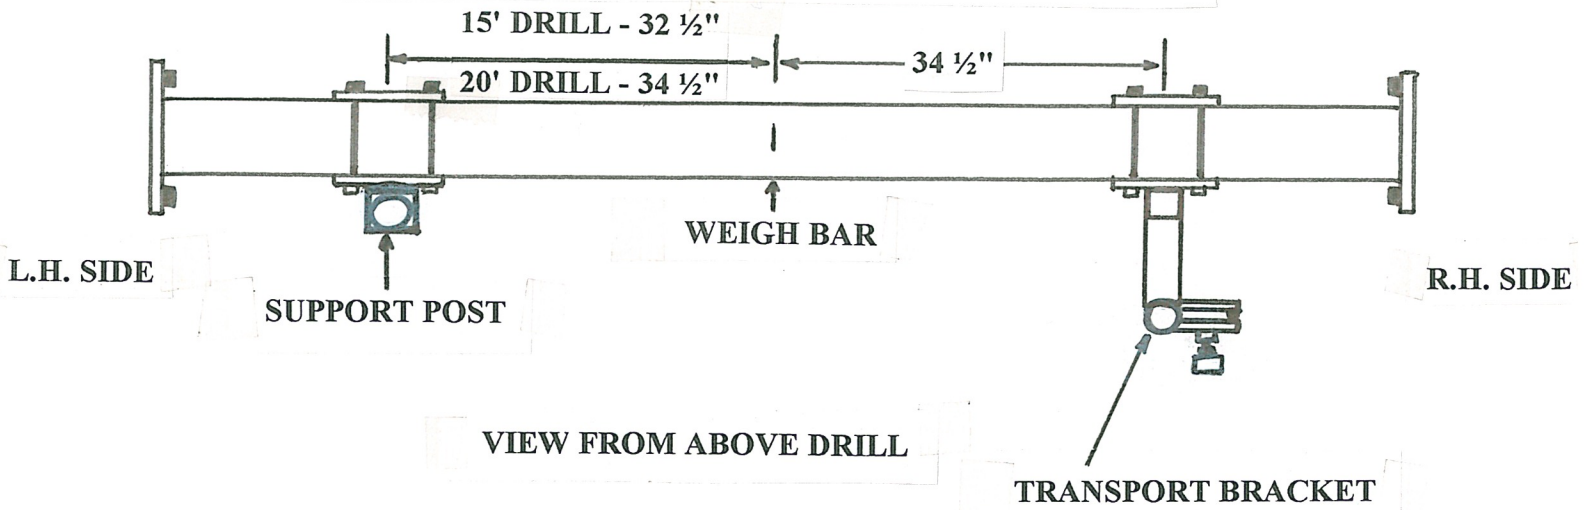 15' DRILL - 32 ½"
20' DRILL - 34 ½"
34 ½"
WEIGH BAR
L.H. SIDE
R.H. SIDE
SUPPORT POST
VIEW FROM ABOVE DRILL
TRANSPORT BRACKET